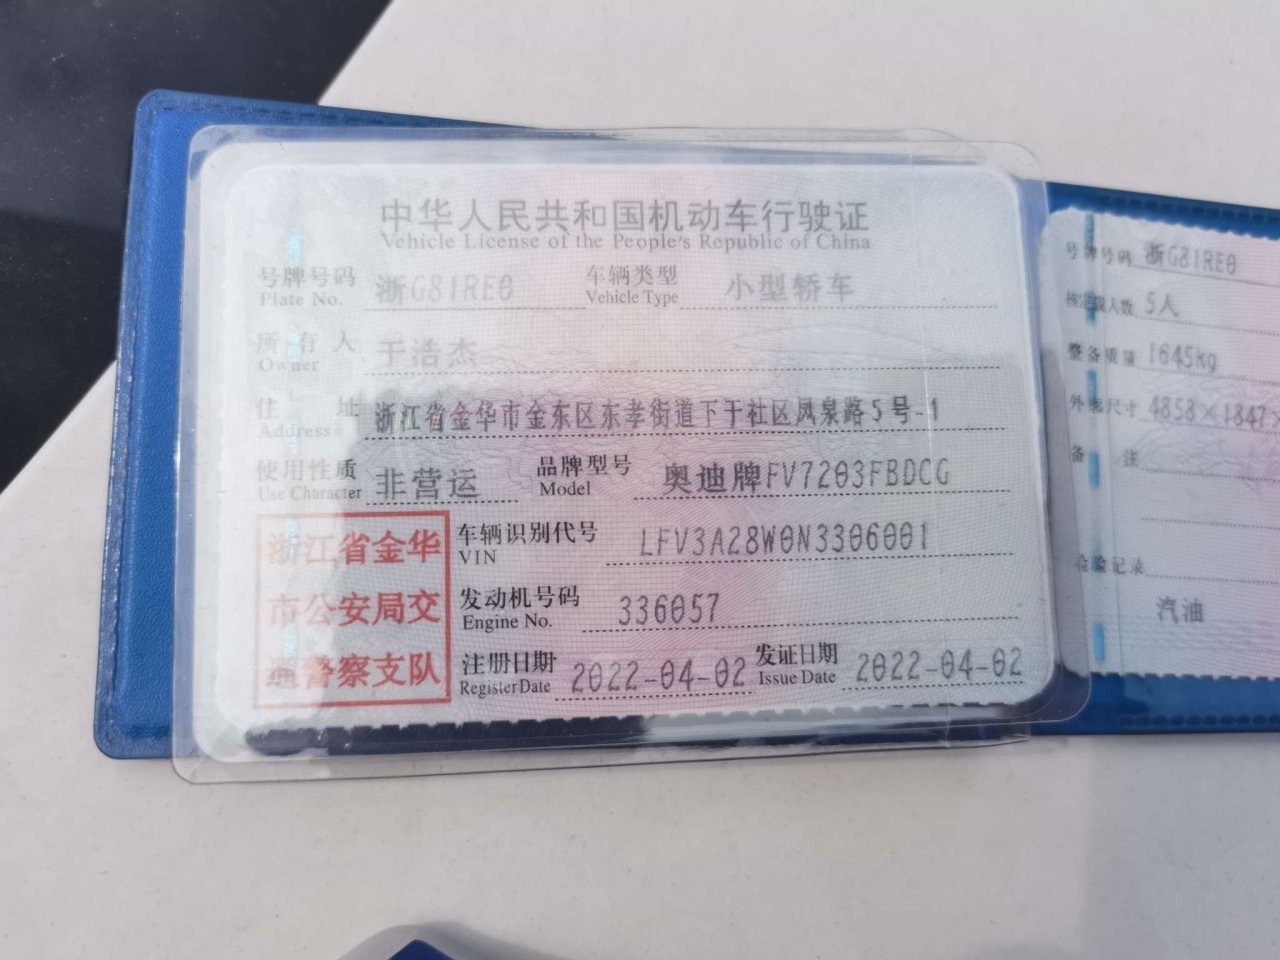 中华人民共和国机动车行驶证
Vehicle License of the People's Republic of China
号牌号码 浙G81RE0 车辆类型 小型轿车
Plate No. Vehicle Type
所有人 于浩杰
Owner
住址 浙江省金华市金东区东孝街道下于社区凤泉路5号-1
Address
使用性质 非营运 品牌型号 奥迪牌FV7203FBDCG
Use Character Model
浙江省金华
市公安局交
通警察支队
车辆识别代号 LFV3A28W0N3306001
VIN
发动机号码 336057
Engine No.
注册日期 2022-04-02 发证日期 2022-04-02
Register Date Issue Date
号牌号码 浙G81RE0
核定载人数 5人
整备质量 1645kg
外廓尺寸 4858×1847×
备注
检验记录
汽油